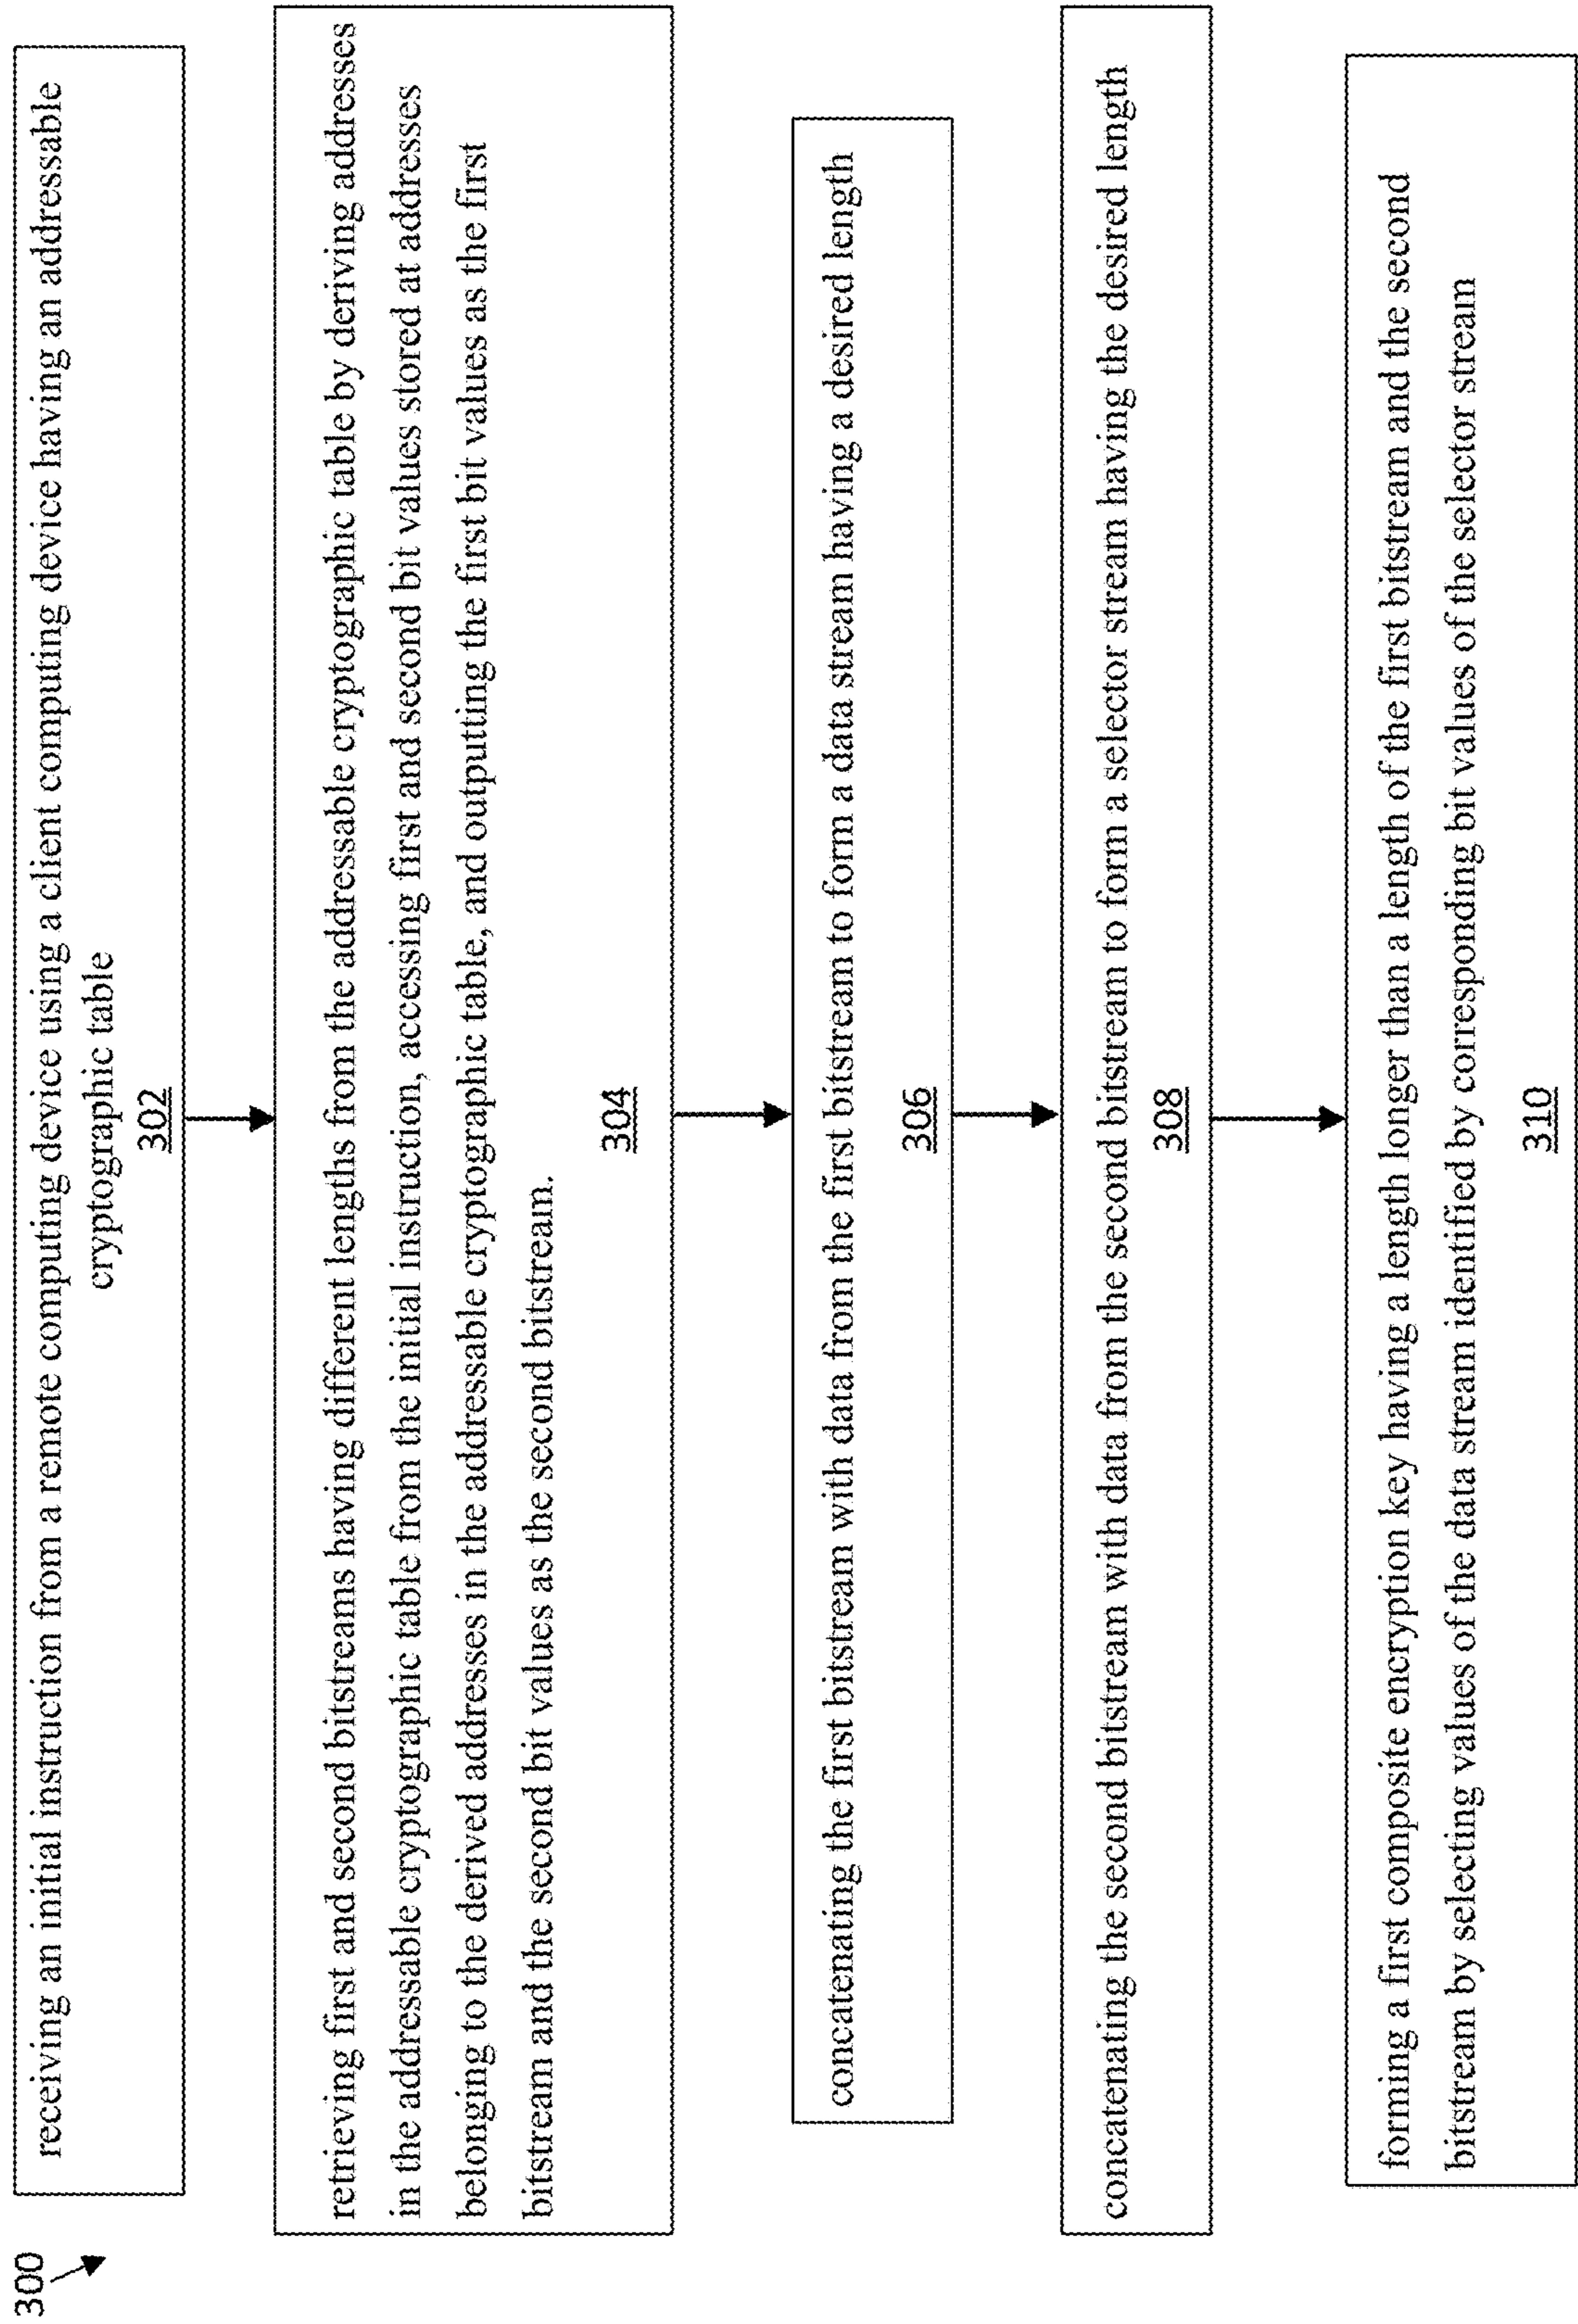 300
receiving an initial instruction from a remote computing device using a client computing device having an addressable
cryptographic table
302
retrieving first and second bitstreams having different lengths from the addressable cryptographic table by deriving addresses
in the addressable cryptographic table from the initial instruction, accessing first and second bit values stored at addresses
belonging to the derived addresses in the addressable cryptographic table, and outputing the first bit values as the first
bitstream and the second bit values as the second bitstream.
304
concatenating the first bitstream with data from the first bitstream to form a data stream having a desired length
306
concatenating the second bitstream with data from the second bitstream to form a selector stream having the desired length
308
forming a first composite encryption key having a length longer than a length of the first bitstream and the second
bitstream by selecting values of the data stream identified by corresponding bit values of the selector stream
310